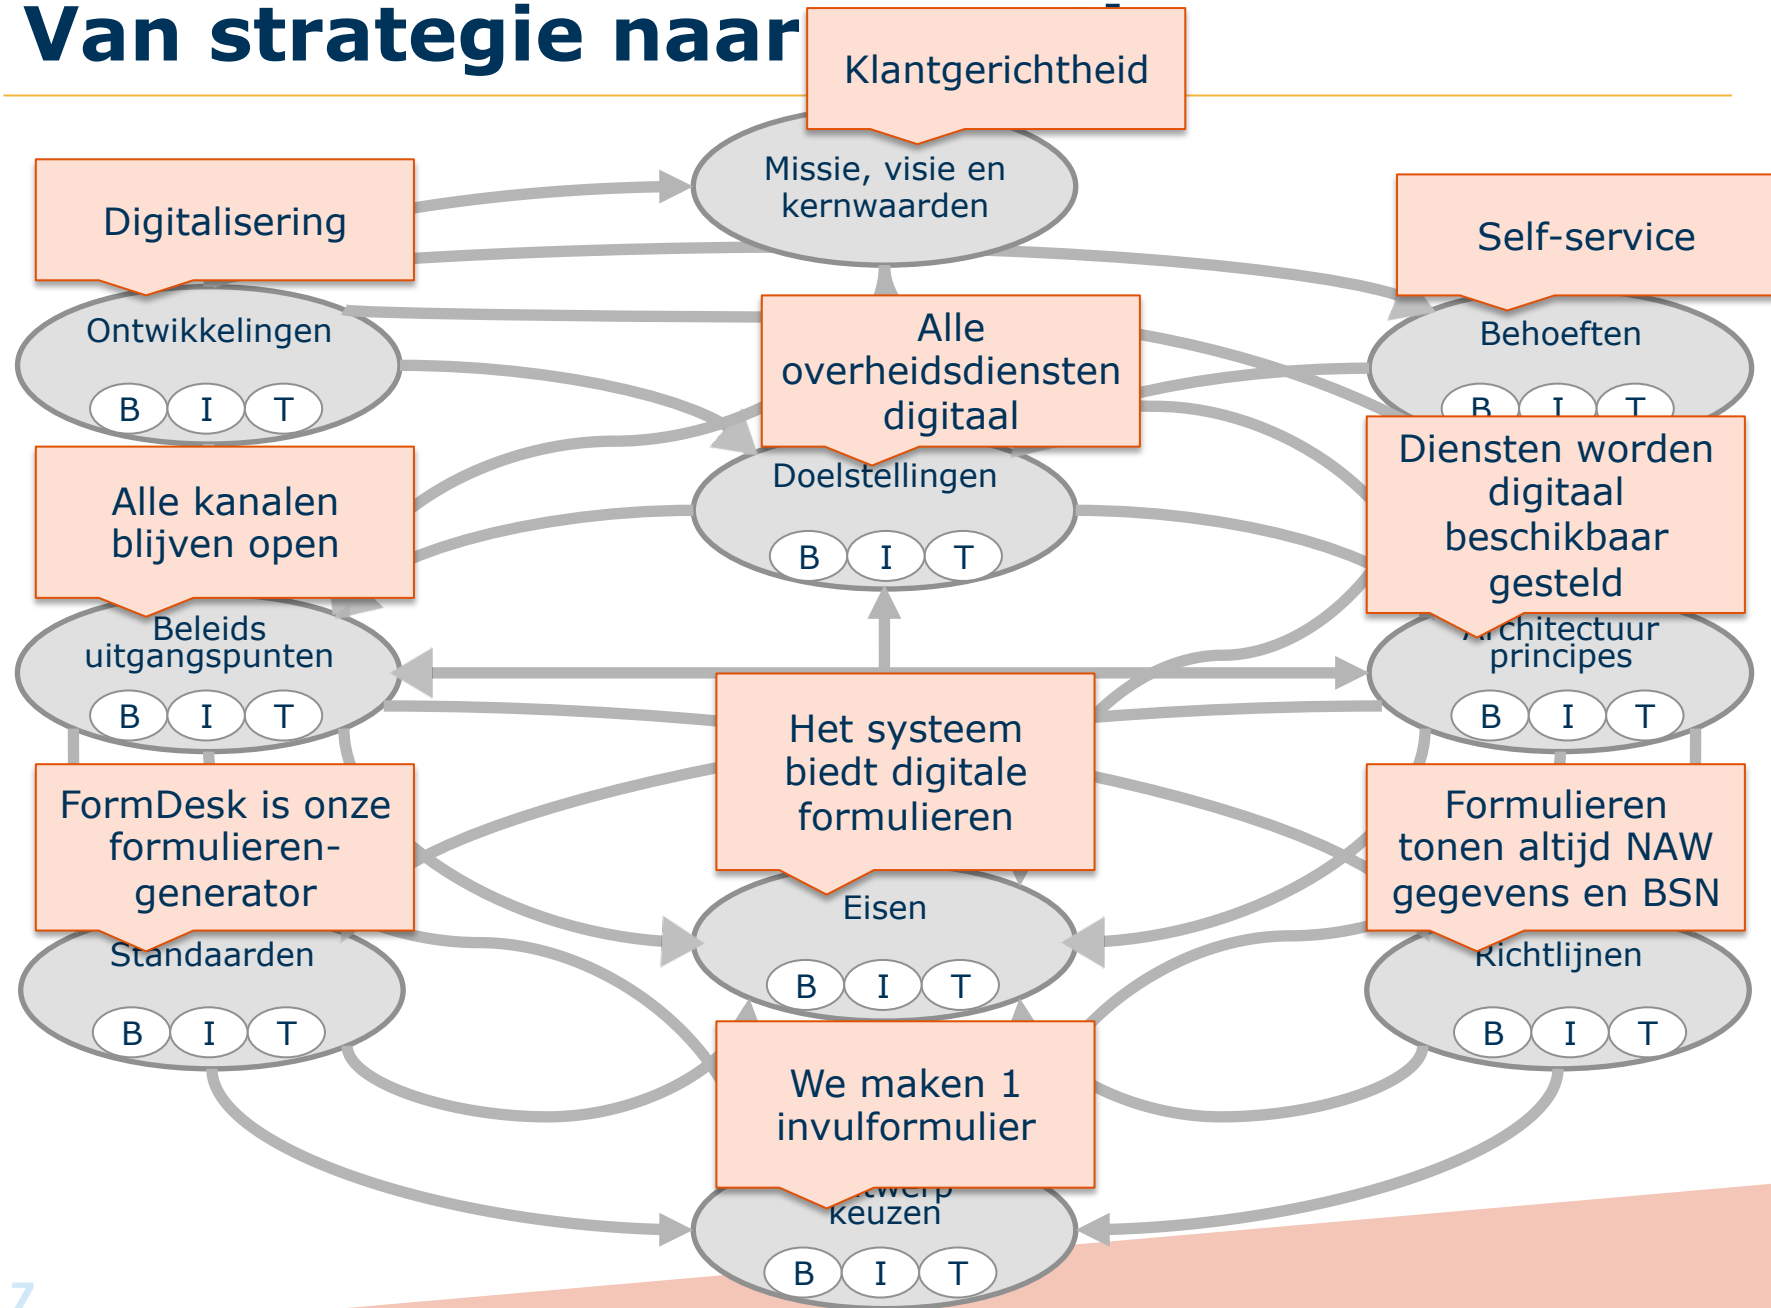 Van strategie naar
Klantgerichtheid
Missie, visie en
kernwaarden
Digitalisering
Self-service
Ontwikkelingen
B I T
Alle
overheidsdiensten
digitaal
Behoeften
B I T
Alle kanalen
blijven open
Doelstellingen
B I T
Diensten worden
digitaal
beschikbaar
gesteld
Beleids
uitgangspunten
B I T
Architectuur
principes
B I T
Het systeem
biedt digitale
formulieren
FormDesk is onze
formulieren-
generator
Formulieren
tonen altijd NAW
gegevens en BSN
Eisen
B I T
Standaarden
B I T
Richtlijnen
B I T
We maken 1
invulformulier
keuzen
B I T
7